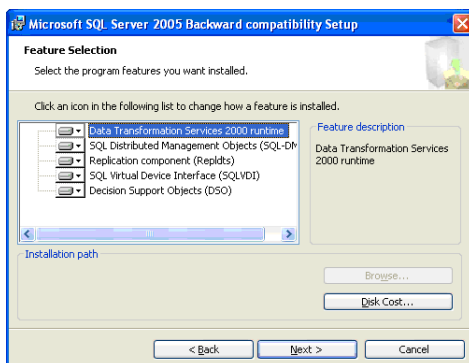 Microsoft SQL Server 2005 Backward compatibility Setup
Feature Selection
Select the program features you want installed.
Click an icon in the following list to change how a feature is installed.
Data Transformation Services 2000 runtime
SQL Distributed Management Objects (SQL-DM
Replication component (Repldts)
SQL Virtual Device Interface (SQLVDI)
Decision Support Objects (DSO)
Feature description
Data Transformation Services
2000 runtime
Installation path
Browse...
Disk Cost...
< Back
Next >
Cancel